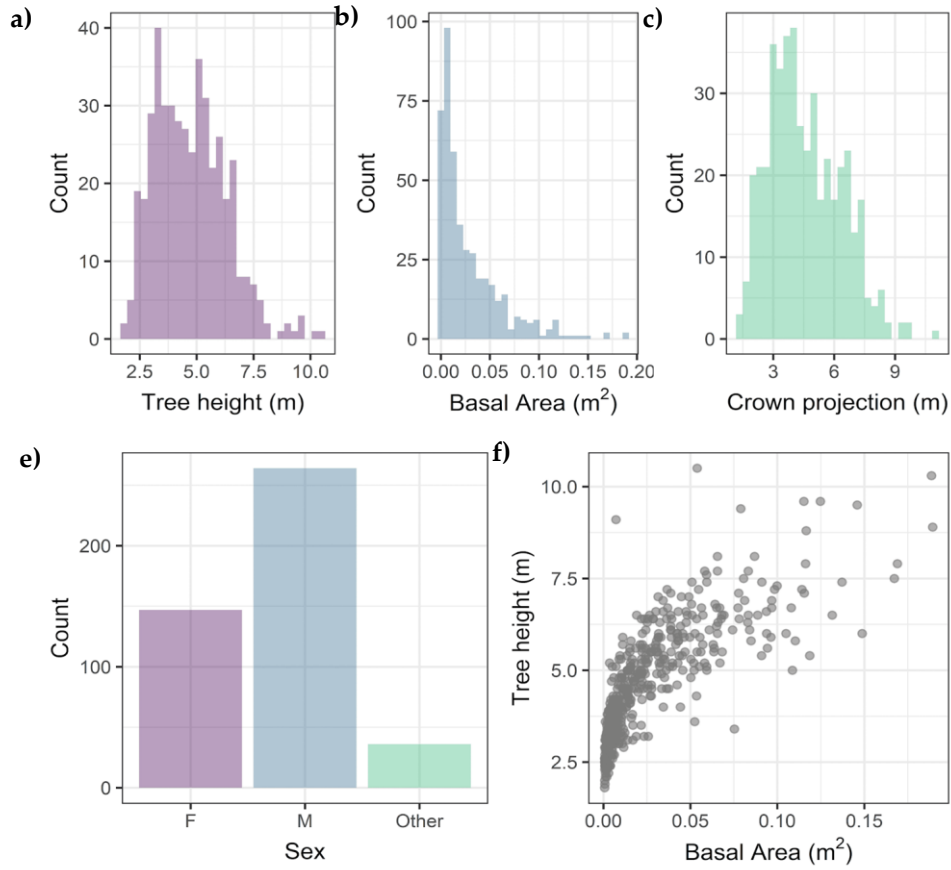 a)
40
30
20
10
0
Count
2.5 5.0 7.5 10.0
Tree height (m)
b)
100
75
50
25
0
Count
0.00 0.05 0.10 0.15 0.20
Basal Area (m²)
c)
30
20
10
0
Count
3 6 9
Crown projection (m)
e)
200
100
0
Count
F M Other
Sex
f)
10.0
7.5
5.0
2.5
Tree height (m)
0.00 0.05 0.10 0.15
Basal Area (m²)